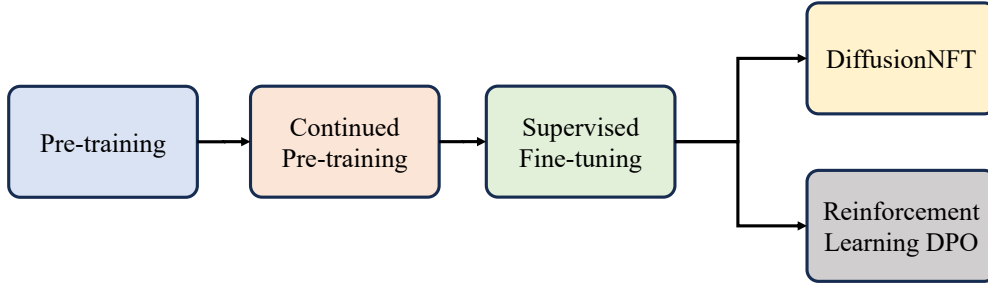 Pre-training
Continued
Pre-training
Supervised
Fine-tuning
DiffusionNFT
Reinforcement
Learning DPO